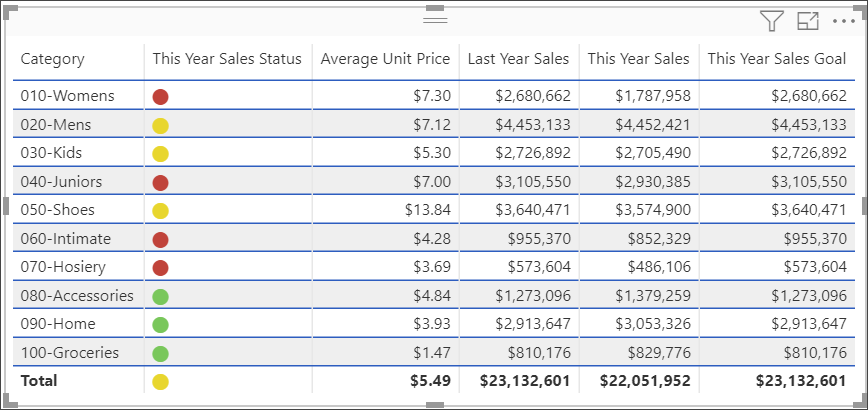 Category This Year Sales Status Average Unit Price Last Year Sales This Year Sales This Year Sales Goal
010-Womens $7.30 $2,680,662 $1,787,958 $2,680,662
020-Mens $7.12 $4,453,133 $4,452,421 $4,453,133
030-Kids $5.30 $2,726,892 $2,705,490 $2,726,892
040-Juniors $7.00 $3,105,550 $2,930,385 $3,105,550
050-Shoes $13.84 $3,640,471 $3,574,900 $3,640,471
060-Intimate $4.28 $955,370 $852,329 $955,370
070-Hosiery $3.69 $573,604 $486,106 $573,604
080-Accessories $4.84 $1,273,096 $1,379,259 $1,273,096
090-Home $3.93 $2,913,647 $3,053,326 $2,913,647
100-Groceries $1.47 $810,176 $829,776 $810,176
Total $5.49 $23,132,601 $22,051,952 $23,132,601